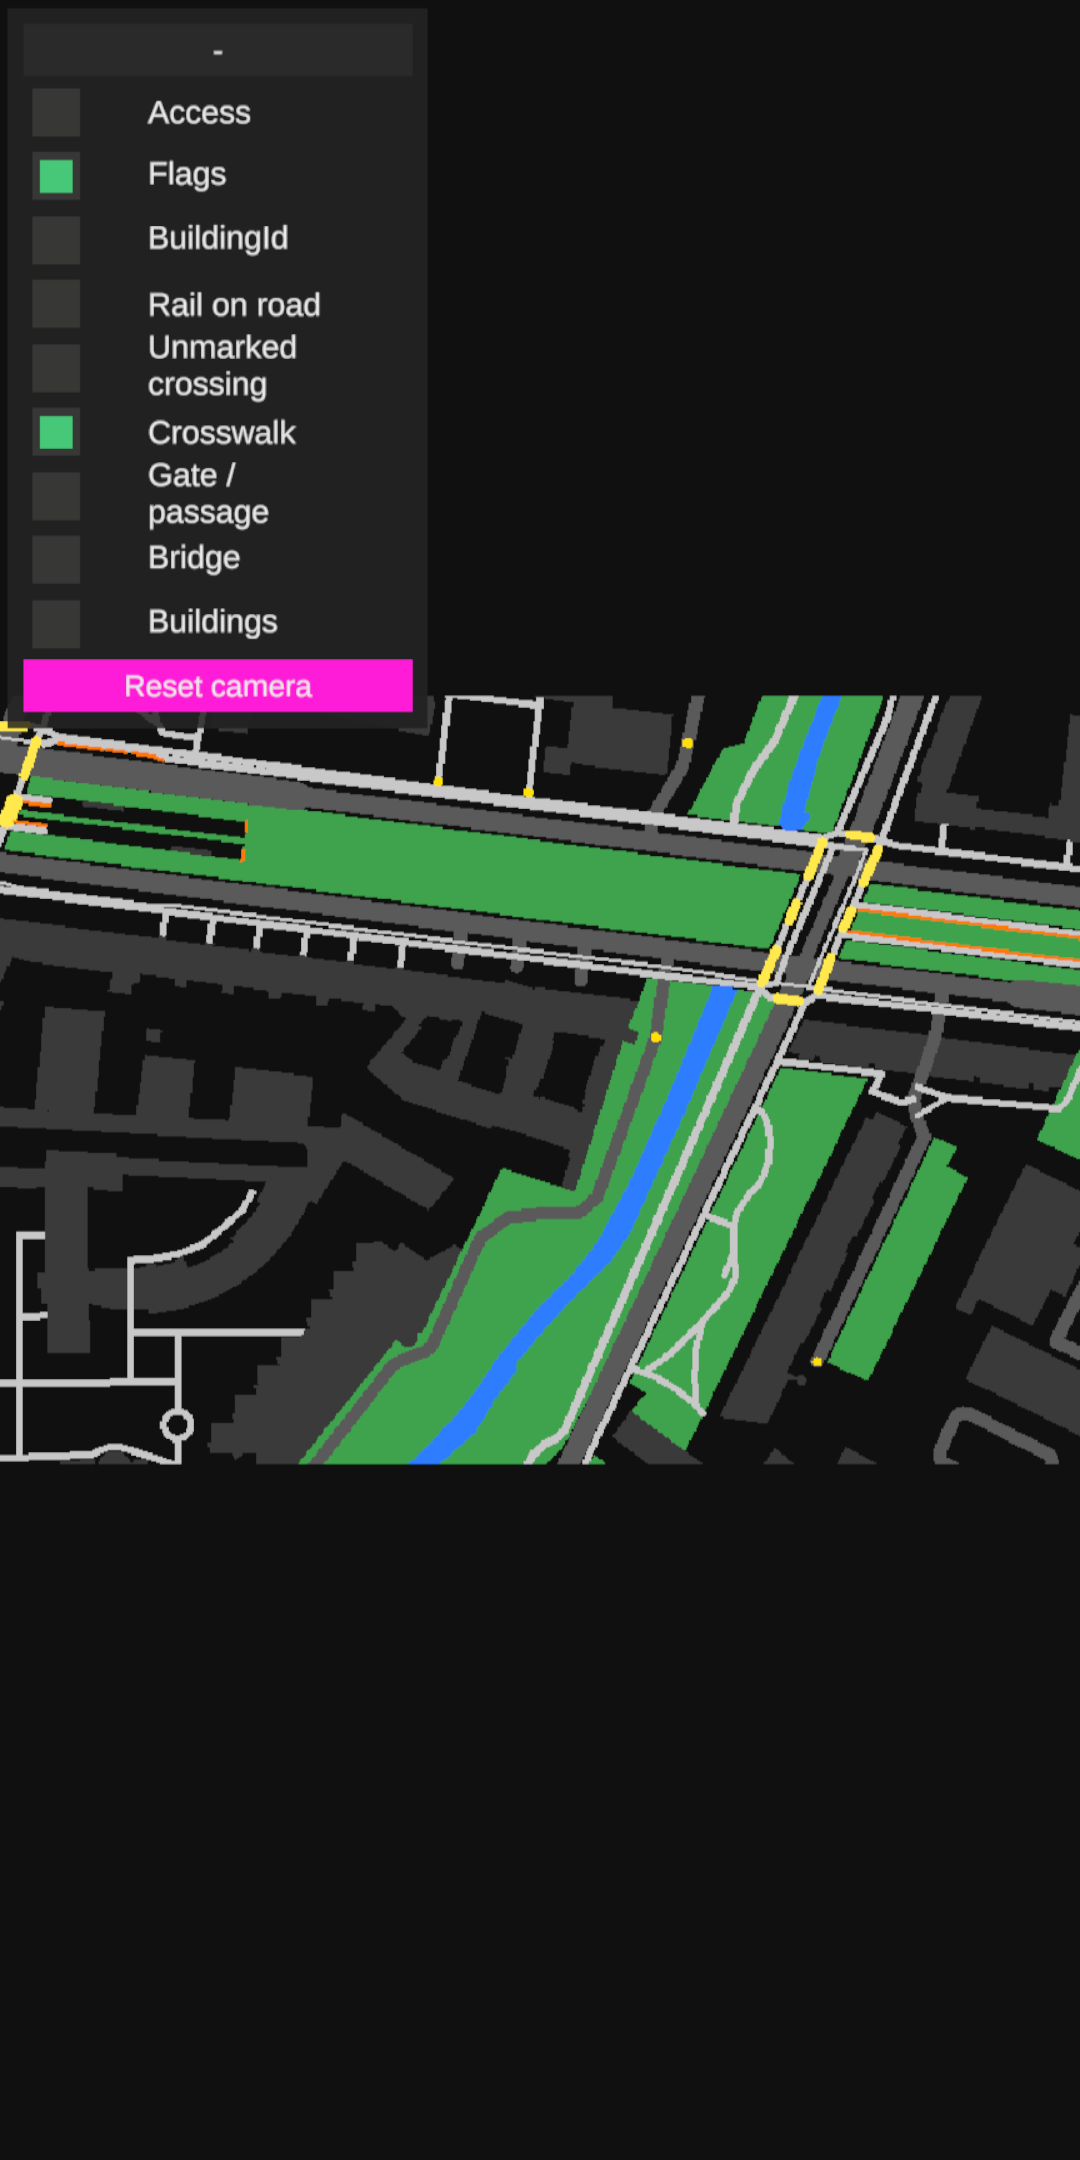 -
Access
Flags
BuildingId
Rail on road
Unmarked
crossing
Crosswalk
Gate /
passage
Bridge
Buildings
Reset camera